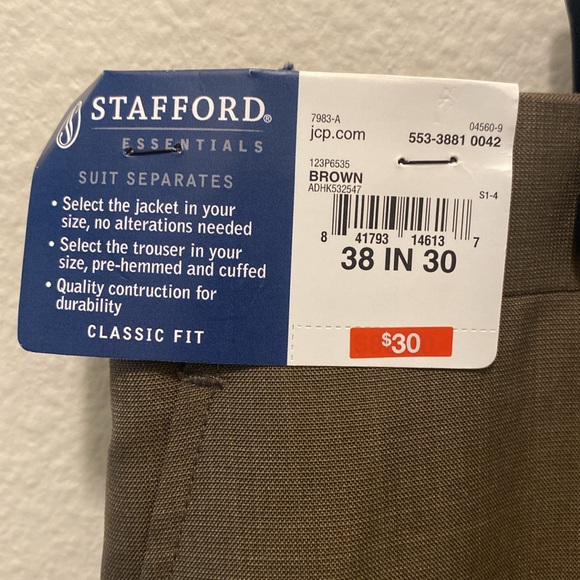 STAFFORD®
ESSENTIALS
SUIT SEPARATES
• Select the jacket in your
size, no alterations needed
• Select the trouser in your
size, pre-hemmed and cuffed
• Quality contruction for
durability
CLASSIC FIT
7983-A
04560-9
jcp.com
553-3881 0042
123P6535
BROWN
ADHK532547
S1-4
8 41793 14613 7
38 IN 30
$30